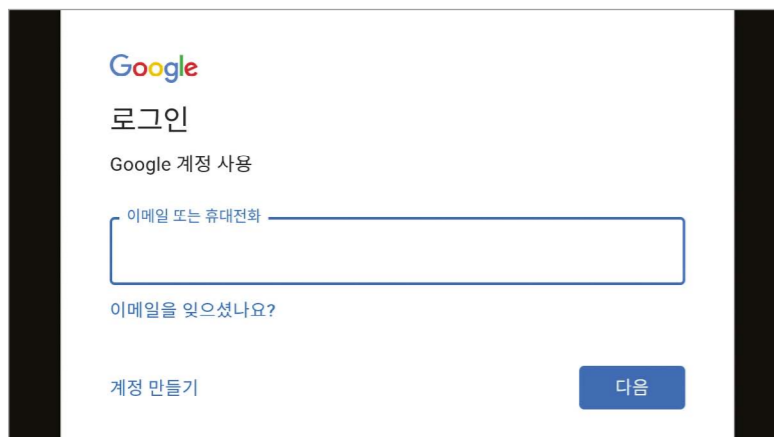 Google
로그인
Google 계정 사용
이메일 또는 휴대전화
이메일을 잊으셨나요?
계정 만들기
다음